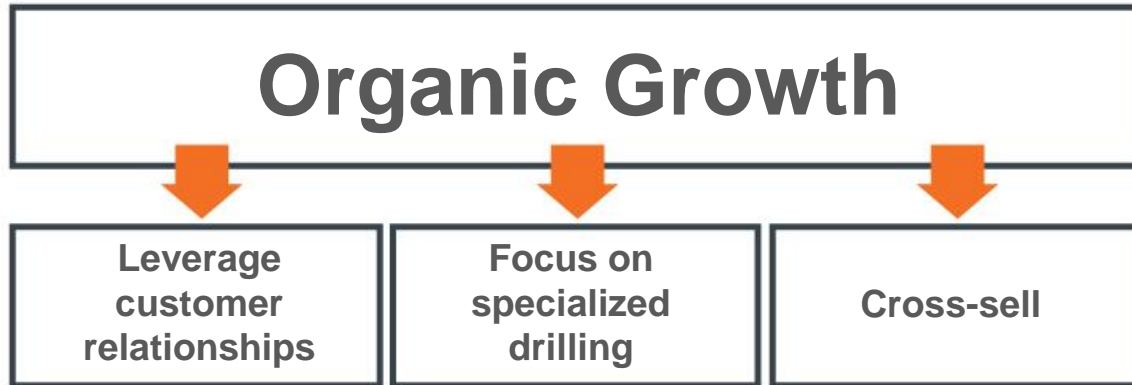 Organic Growth
Leverage
customer
relationships
Focus on
specialized
drilling
Cross-sell